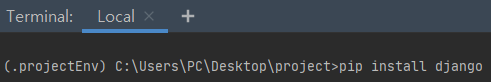 Terminal: Local × +
(.projectEnv) C:\Users\PC\Desktop\project>pip install django